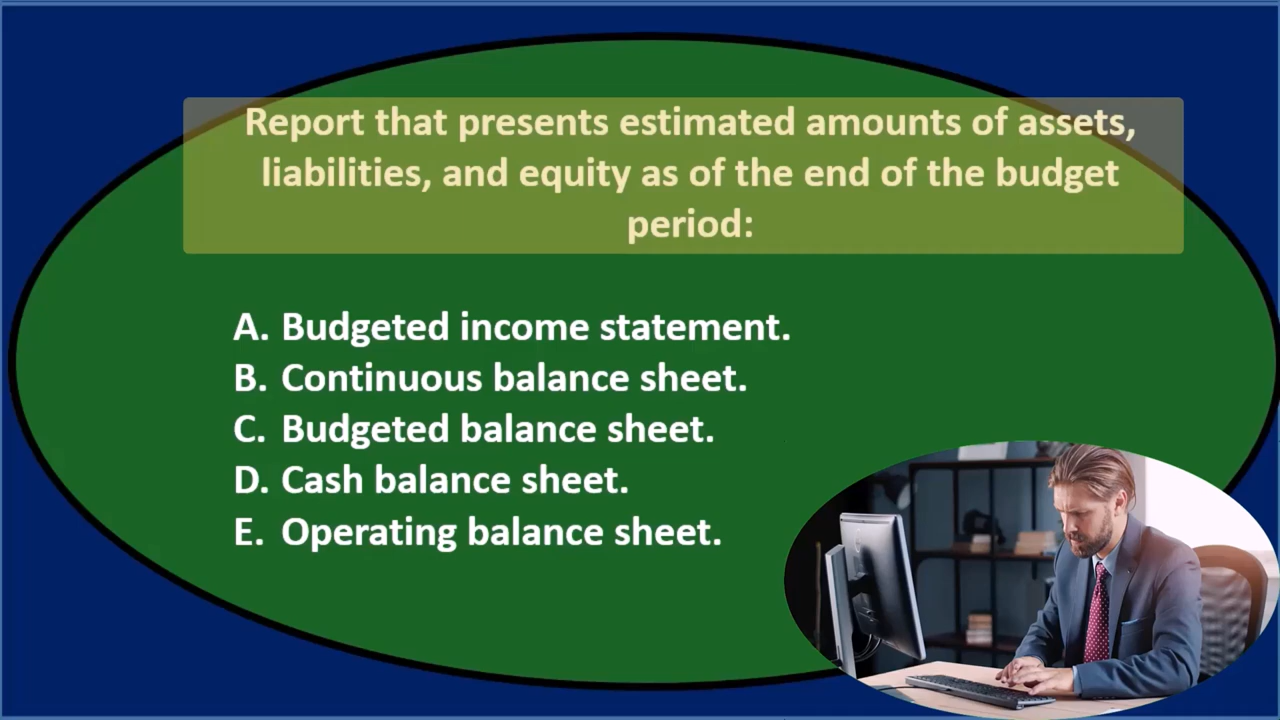 Report that presents estimated amounts of assets,
liabilities, and equity as of the end of the budget
period:
A. Budgeted income statement.
B. Continuous balance sheet.
C. Budgeted balance sheet.
D. Cash balance sheet.
E. Operating balance sheet.